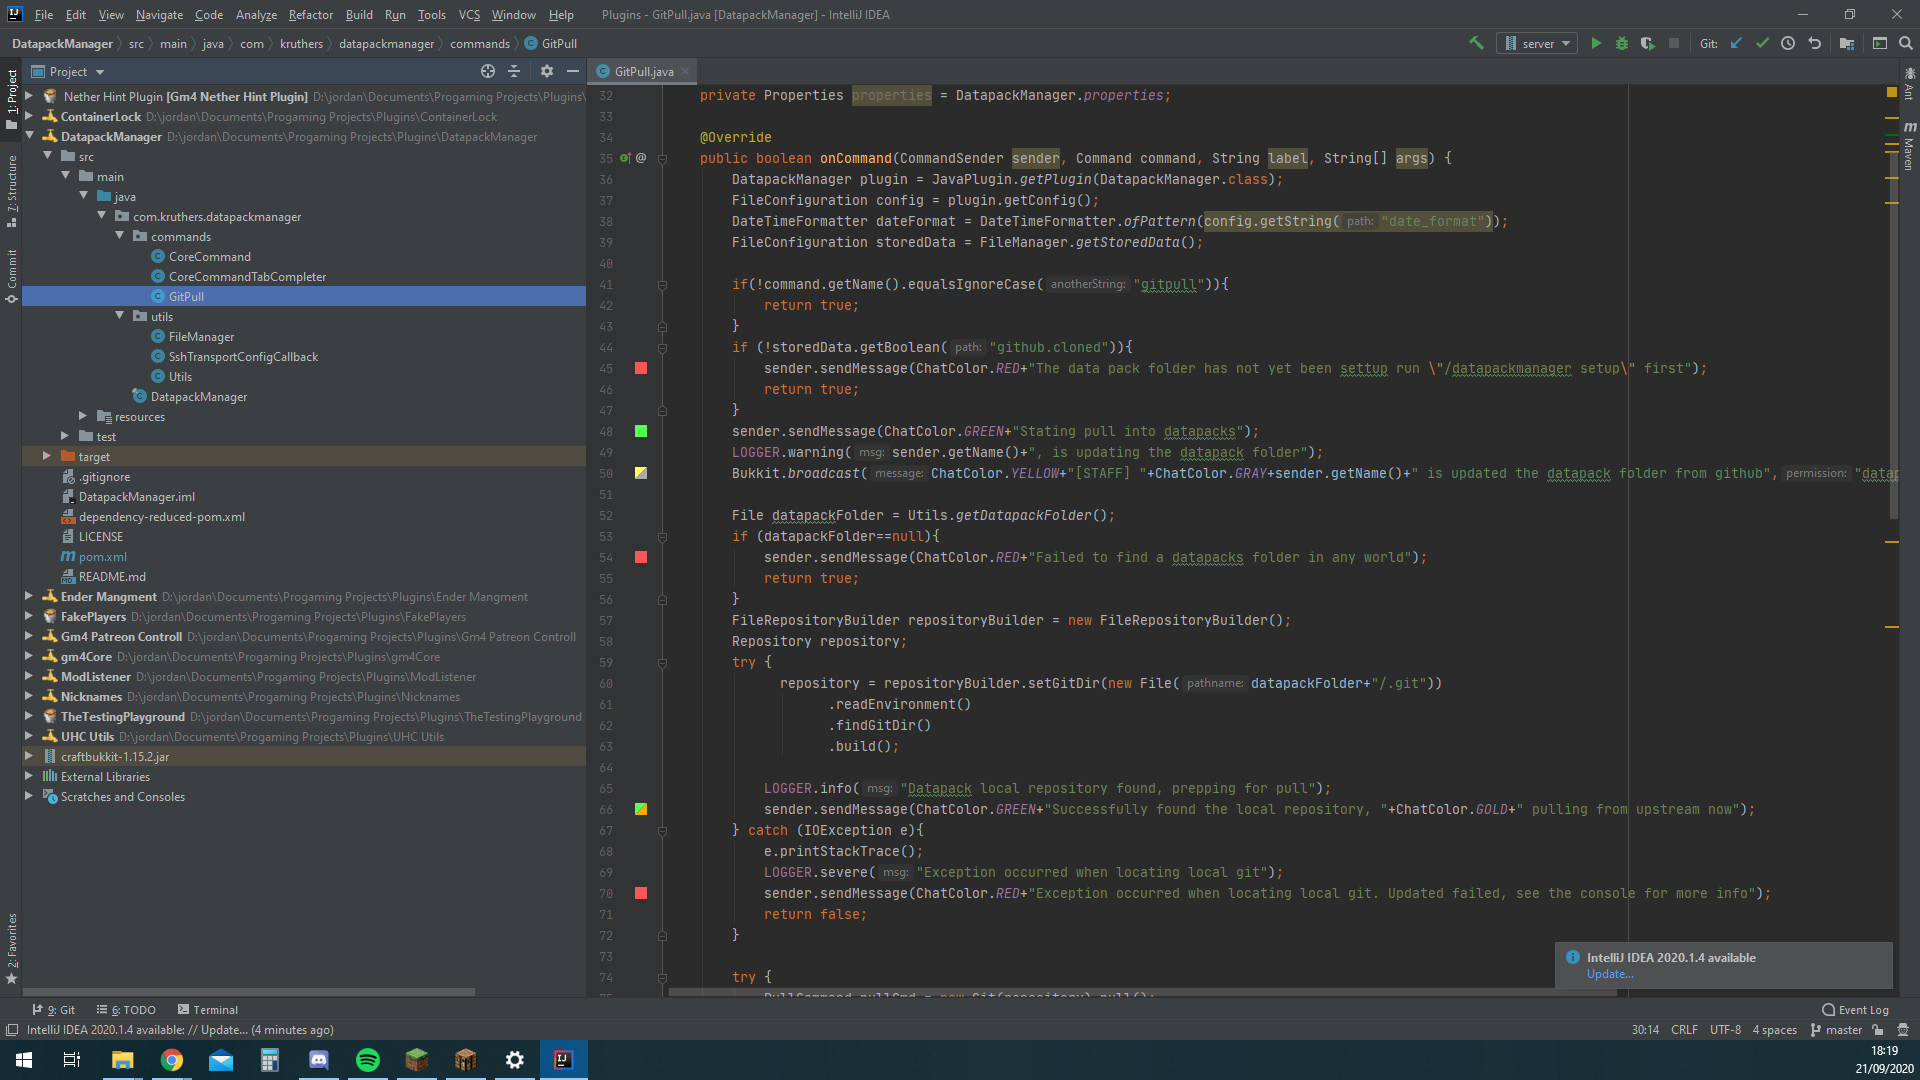 File Edit View Navigate Code Analyze Refactor Build Run Tools VCS Window Help Plugins - GitPull.java [DatapackManager] - IntelliJ IDEA
DatapackManager src main java com kruthers datapackmanager commands GitPull server Git:
Project GitPull.java
1: Project
7: Structure
Commit
2: Favorites
Nether Hint Plugin [Gm4 Nether Hint Plugin] D:\jordan\Documents\Progaming Projects\Plugins\
ContainerLock D:\jordan\Documents\Progaming Projects\Plugins\ContainerLock
DatapackManager D:\jordan\Documents\Progaming Projects\Plugins\DatapackManager
src
main
java
com.kruthers.datapackmanager
commands
CoreCommand
CoreCommandTabCompleter
GitPull
utils
FileManager
SshTransportConfigCallback
Utils
DatapackManager
resources
test
target
.gitignore
DatapackManager.iml
dependency-reduced-pom.xml
LICENSE
pom.xml
README.md
Ender Mangment D:\jordan\Documents\Progaming Projects\Plugins\Ender Mangment
FakePlayers D:\jordan\Documents\Progaming Projects\Plugins\FakePlayers
Gm4 Patreon Controll D:\jordan\Documents\Progaming Projects\Plugins\Gm4 Patreon Controll
gm4Core D:\jordan\Documents\Progaming Projects\Plugins\gm4Core
ModListener D:\jordan\Documents\Progaming Projects\Plugins\ModListener
Nicknames D:\jordan\Documents\Progaming Projects\Plugins\Nicknames
TheTestingPlayground D:\jordan\Documents\Progaming Projects\Plugins\TheTestingPlayground
UHC Utils D:\jordan\Documents\Progaming Projects\Plugins\UHC Utils
craftbukkit-1.15.2.jar
External Libraries
Scratches and Consoles
32 private Properties properties = DatapackManager.properties;
33
34 @Override
35 @ public boolean onCommand(CommandSender sender, Command command, String label, String[] args) {
36 DatapackManager plugin = JavaPlugin.getPlugin(DatapackManager.class);
37 FileConfiguration config = plugin.getConfig();
38 DateTimeFormatter dateFormat = DateTimeFormatter.ofPattern(config.getString( path: "date_format"));
39 FileConfiguration storedData = FileManager.getStoredData();
40
41 if(!command.getName().equalsIgnoreCase( anotherString: "gitpull")){
42 return true;
43 }
44 if (!storedData.getBoolean( path: "github.cloned")){
45 sender.sendMessage(ChatColor.RED+"The data pack folder has not yet been settup run \"/datapackmanager setup\" first");
46 return true;
47 }
48 sender.sendMessage(ChatColor.GREEN+"Stating pull into datapacks");
49 LOGGER.warning( msg: sender.getName()+", is updating the datapack folder");
50 Bukkit.broadcast( message: ChatColor.YELLOW+"[STAFF] "+ChatColor.GRAY+sender.getName()+" is updated the datapack folder from github", permission: "datap
51
52 File datapackFolder = Utils.getDatapackFolder();
53 if (datapackFolder==null){
54 sender.sendMessage(ChatColor.RED+"Failed to find a datapacks folder in any world");
55 return true;
56 }
57 FileRepositoryBuilder repositoryBuilder = new FileRepositoryBuilder();
58 Repository repository;
59 try {
60 repository = repositoryBuilder.setGitDir(new File( pathname: datapackFolder+"/.git"))
61 .readEnvironment()
62 .findGitDir()
63 .build();
64
65 LOGGER.info( msg: "Datapack local repository found, prepping for pull");
66 sender.sendMessage(ChatColor.GREEN+"Successfully found the local repository, "+ChatColor.GOLD+" pulling from upstream now");
67 } catch (IOException e){
68 e.printStackTrace();
69 LOGGER.severe( msg: "Exception occurred when locating local git");
70 sender.sendMessage(ChatColor.RED+"Exception occurred when locating local git. Updated failed, see the console for more info");
71 return false;
72 }
73
74 try {
75 PullCommand pullCmd = new Git(repository).pull();
Ant
Maven
IntelliJ IDEA 2020.1.4 available
Update...
9: Git 6: TODO Terminal Event Log
IntelliJ IDEA 2020.1.4 available: // Update... (4 minutes ago) 30:14 CRLF UTF-8 4 spaces master
18:19
21/09/2020